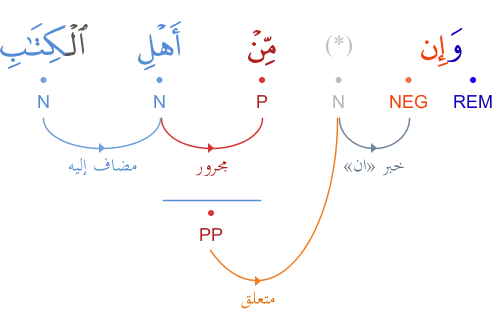 وَإِن (*) مِّنْ أَهْلِ ٱلْكِتَٰبِ
REM NEG N P N N
خبر «ان» مجرور مضاف إليه
PP
متعلق